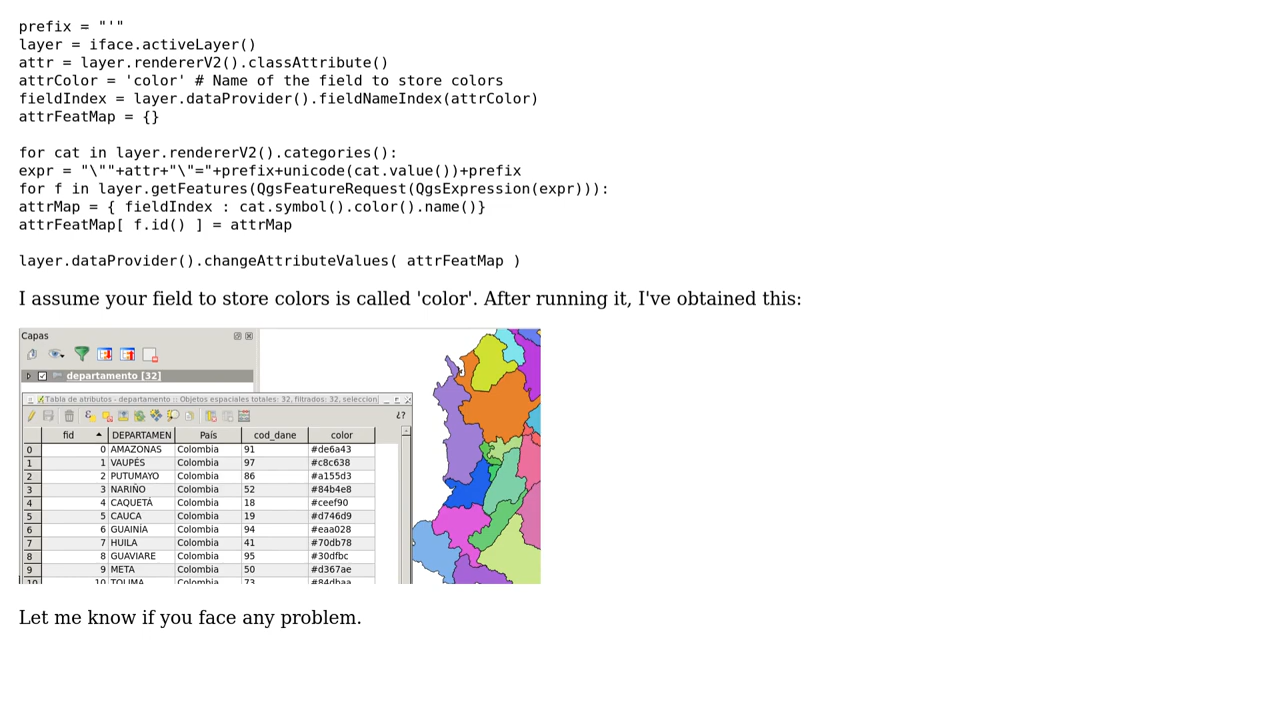 prefix = "'"
layer = iface.activeLayer()
attr = layer.rendererV2().classAttribute()
attrColor = 'color' # Name of the field to store colors
fieldIndex = layer.dataProvider().fieldNameIndex(attrColor)
attrFeatMap = {}
for cat in layer.rendererV2().categories():
expr = "\""+attr+"\"="+prefix+unicode(cat.value())+prefix
for f in layer.getFeatures(QgsFeatureRequest(QgsExpression(expr))):
attrMap = { fieldIndex : cat.symbol().color().name()}
attrFeatMap[ f.id() ] = attrMap
layer.dataProvider().changeAttributeValues( attrFeatMap )
I assume your field to store colors is called 'color'. After running it, I've obtained this:
Capas
departamento [32]
Tabla de atributos - departamento :: Objetos espaciales totales: 32, filtrados: 32, seleccion
¿?
fid DEPARTAMEN País cod_dane color
0 0 AMAZONAS Colombia 91 #de6a43
1 1 VAUPÉS Colombia 97 #c8c638
2 2 PUTUMAYO Colombia 86 #a155d3
3 3 NARIÑO Colombia 52 #84b4e8
4 4 CAQUETÁ Colombia 18 #ceef90
5 5 CAUCA Colombia 19 #d746d9
6 6 GUAINÍA Colombia 94 #eaa028
7 7 HUILA Colombia 41 #70db78
8 8 GUAVIARE Colombia 95 #30dfbc
9 9 META Colombia 50 #d367ae
10 10 TOLIMA Colombia 73 #84dbaa
Let me know if you face any problem.